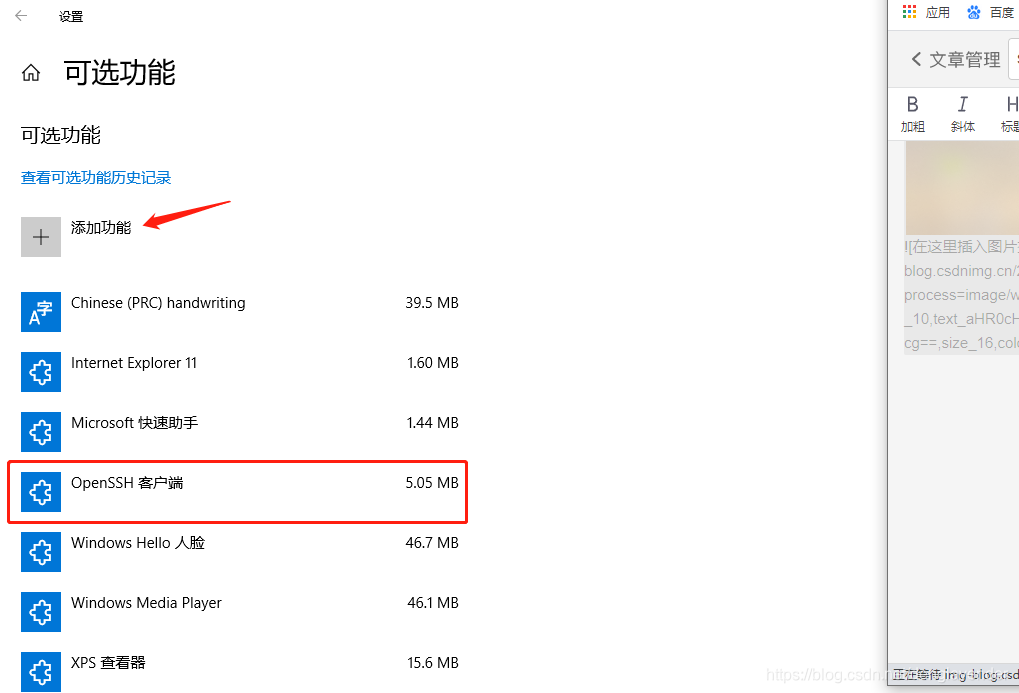 设置
可选功能
可选功能
查看可选功能历史记录
添加功能
Chinese (PRC) handwriting 39.5 MB
Internet Explorer 11 1.60 MB
Microsoft 快速助手 1.44 MB
OpenSSH 客户端 5.05 MB
Windows Hello 人脸 46.7 MB
Windows Media Player 46.1 MB
XPS 查看器 15.6 MB
应用 百度
文章管理
B I H
加粗 斜体 标题
![在这里插入图片
blog.csdnimg.cn/2
process=image/w
_10,text_aHR0cH
cg==,size_16,colo
正在等待 img-blog.csd
https://blog.csdn